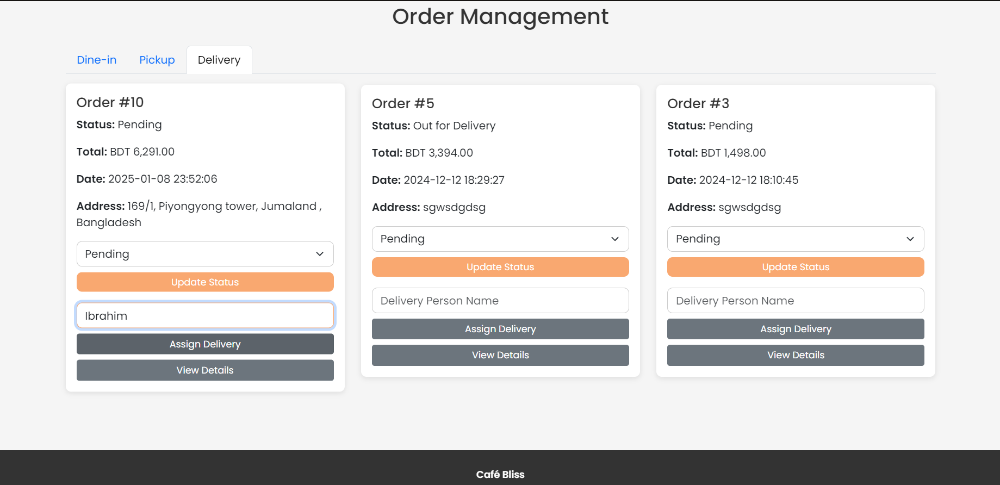 Order Management
Dine-in
Pickup
Delivery
Order #10
Status: Pending
Total: BDT 6,291.00
Date: 2025-01-08 23:52:06
Address: 169/1, Piyongyong tower, Jumaland ,
Bangladesh
Pending
Update Status
Ibrahim
Assign Delivery
View Details
Order #5
Status: Out for Delivery
Total: BDT 3,394.00
Date: 2024-12-12 18:29:27
Address: sgwsdgdsg
Pending
Update Status
Delivery Person Name
Assign Delivery
View Details
Order #3
Status: Pending
Total: BDT 1,498.00
Date: 2024-12-12 18:10:45
Address: sgwsdgdsg
Pending
Update Status
Delivery Person Name
Assign Delivery
View Details
Café Bliss